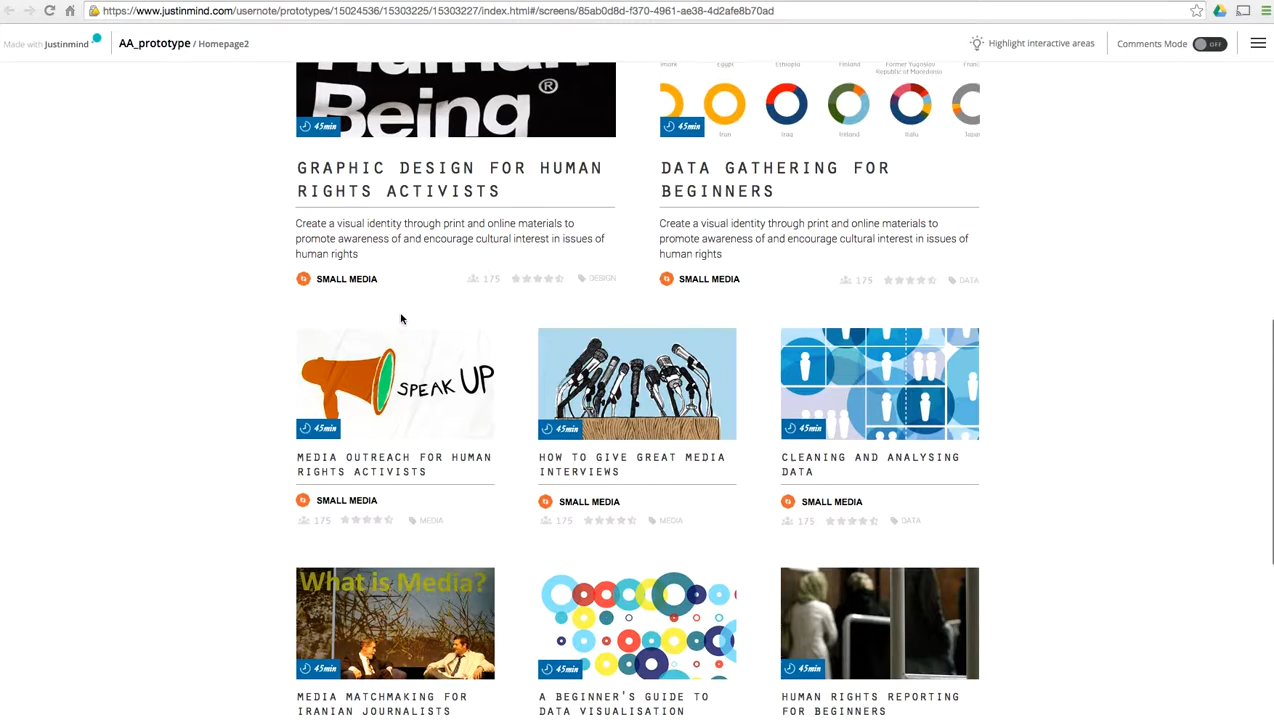 https://www.justinmind.com/usernote/prototypes/15024536/15303225/15303227/index.html#/screens/85ab0d8d-f370-4961-ae38-4d2afe8b70ad
Made with Justinmind
AA_prototype / Homepage2
Highlight interactive areas
Comments Mode OFF
Human
Being®
45min
Egypt Ethiopia Finland Former Yugoslav
Republic of Macedonia
Iran Iraq Ireland Italy
45min
GRAPHIC DESIGN FOR HUMAN
RIGHTS ACTIVISTS
Create a visual identity through print and online materials to
promote awareness of and encourage cultural interest in issues of
human rights
SMALL MEDIA 175 DESIGN
DATA GATHERING FOR
BEGINNERS
Create a visual identity through print and online materials to
promote awareness of and encourage cultural interest in issues of
human rights
SMALL MEDIA 175 DATA
SPEAK UP
45min
MEDIA OUTREACH FOR HUMAN
RIGHTS ACTIVISTS
SMALL MEDIA
175 MEDIA
45min
HOW TO GIVE GREAT MEDIA
INTERVIEWS
SMALL MEDIA
175 MEDIA
45min
CLEANING AND ANALYSING
DATA
SMALL MEDIA
175 DATA
What is Media?
45min
MEDIA MATCHMAKING FOR
IRANIAN JOURNALISTS
45min
A BEGINNER'S GUIDE TO
DATA VISUALISATION
45min
HUMAN RIGHTS REPORTING
FOR BEGINNERS